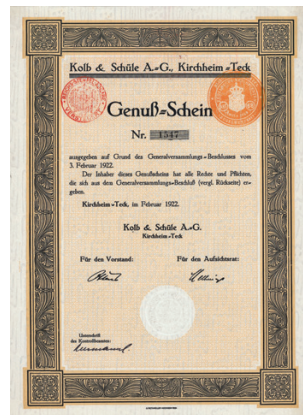 Kolb & Schüle A.=G., Kirchheim=Teck
Genuß=Schein
Nr. 1547
ausgegeben auf Grund des Generalversammlungs=Beschlusses vom
3. Februar 1922.
Der Inhaber dieses Genußscheins hat alle Rechte und Pflichten,
die sich aus dem Generalversammlungs=Beschluß (vergl. Rückseite) er=
geben.
Kirchheim=Teck, im Februar 1922.
Kolb & Schüle A.=G.
Kirchheim=Teck
Für den Vorstand: Für den Aufsichtsrat:
Unterschrift
des Kontrollbeamten: